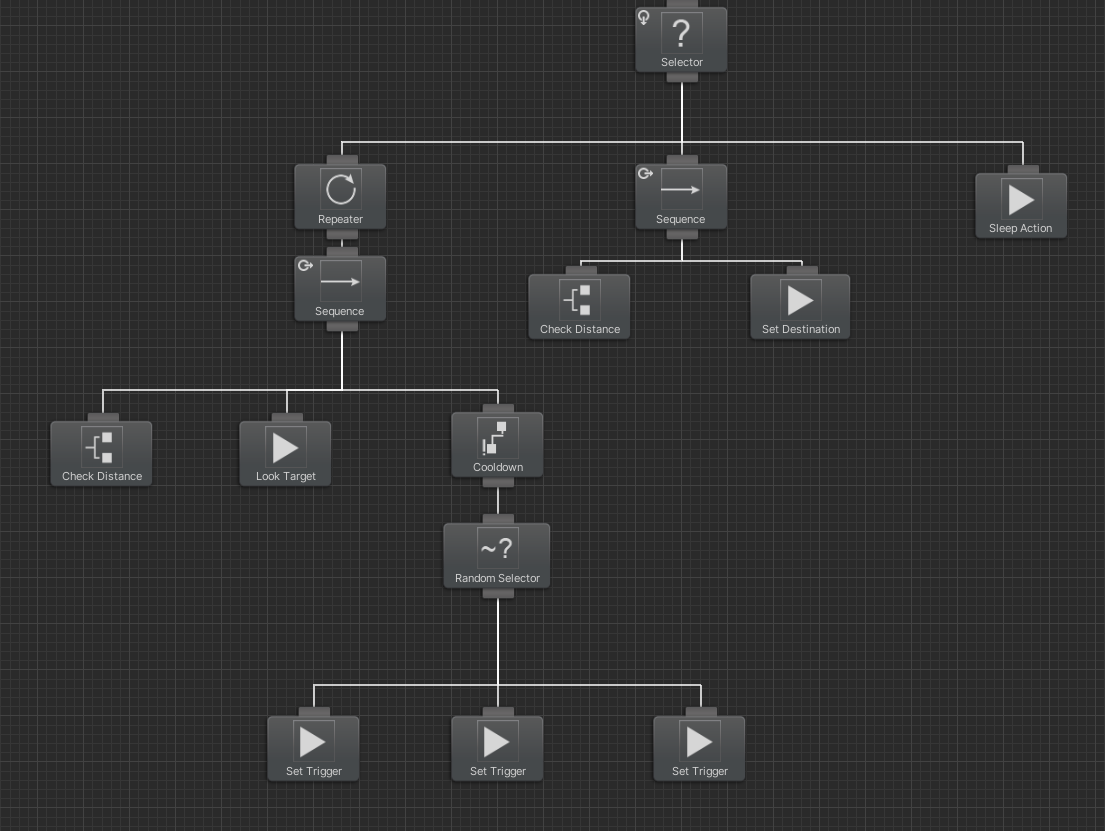 ?
Selector
Repeater
Sequence
Sleep Action
Sequence
Check Distance
Set Destination
Check Distance
Look Target
Cooldown
~?
Random Selector
Set Trigger
Set Trigger
Set Trigger